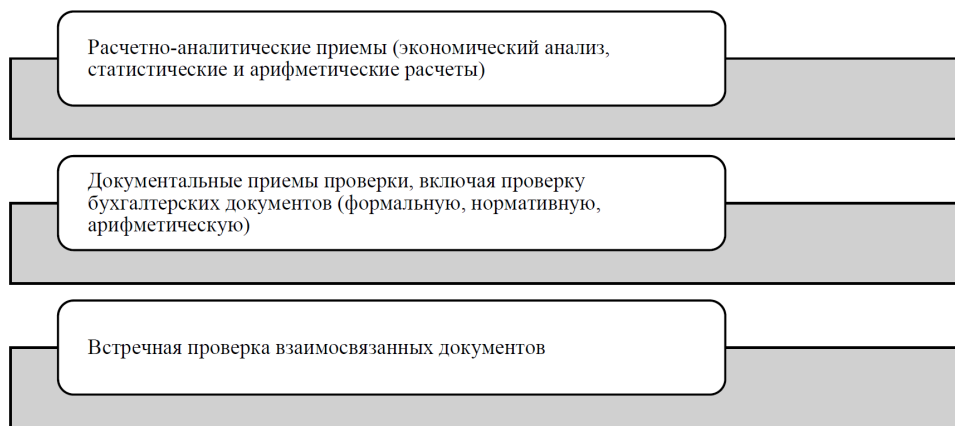 Расчетно-аналитические приемы (экономический анализ,
статистические и арифметические расчеты)
Документальные приемы проверки, включая проверку
бухгалтерских документов (формальную, нормативную,
арифметическую)
Встречная проверка взаимосвязанных документов